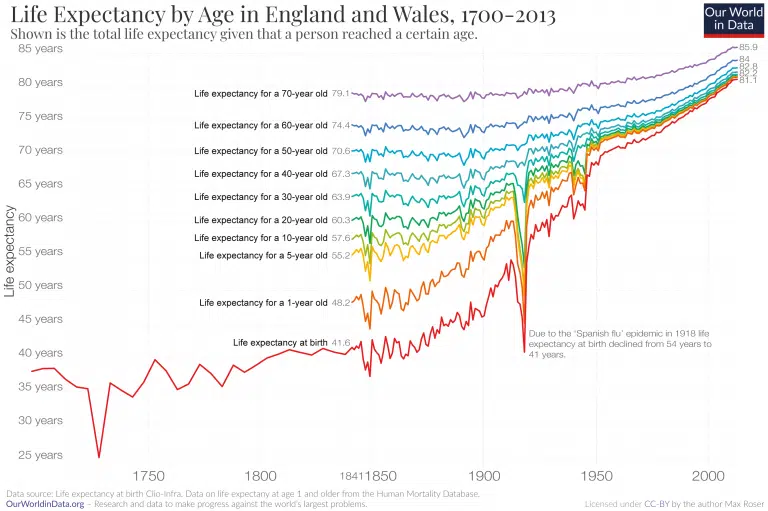 Life Expectancy by Age in England and Wales, 1700-2013
Shown is the total life expectancy given that a person reached a certain age.
Our World
in Data
85 years
80 years
75 years
70 years
65 years
60 years
55 years
50 years
45 years
40 years
35 years
30 years
25 years
Life expectancy
Life expectancy for a 70-year old 79.1
Life expectancy for a 60-year old 74.4
Life expectancy for a 50-year old 70.6
Life expectancy for a 40-year old 67.3
Life expectancy for a 30-year old 63.9
Life expectancy for a 20-year old 60.3
Life expectancy for a 10-year old 57.6
Life expectancy for a 5-year old 55.2
Life expectancy for a 1-year old 48.2
Life expectancy at birth 41.6
85.9
84
82.8
82.2
81.1
Due to the 'Spanish flu' epidemic in 1918 life
expectancy at birth declined from 54 years to
41 years.
1750
1800
1841
1850
1900
1950
2000
Data source: Life expectancy at birth Clio-Infra. Data on life expectany at age 1 and older from the Human Mortality Database.
OurWorldinData.org – Research and data to make progress against the world's largest problems.
Licensed under CC-BY by the author Max Roser